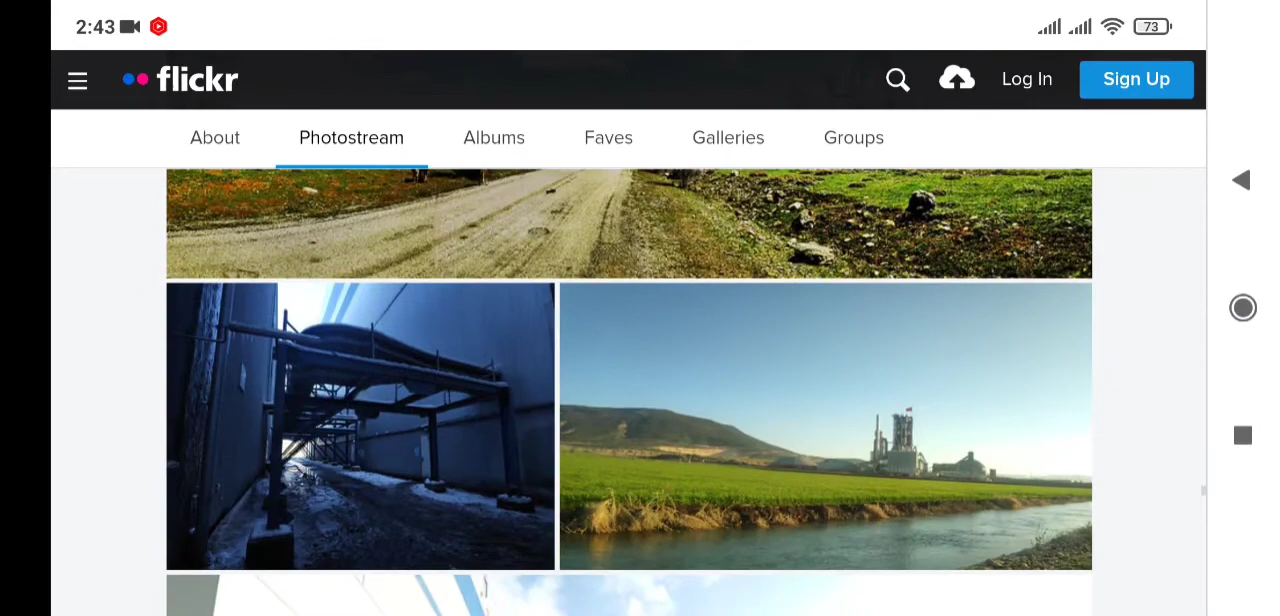 2:43
73
flickr
Log In
Sign Up
About
Photostream
Albums
Faves
Galleries
Groups